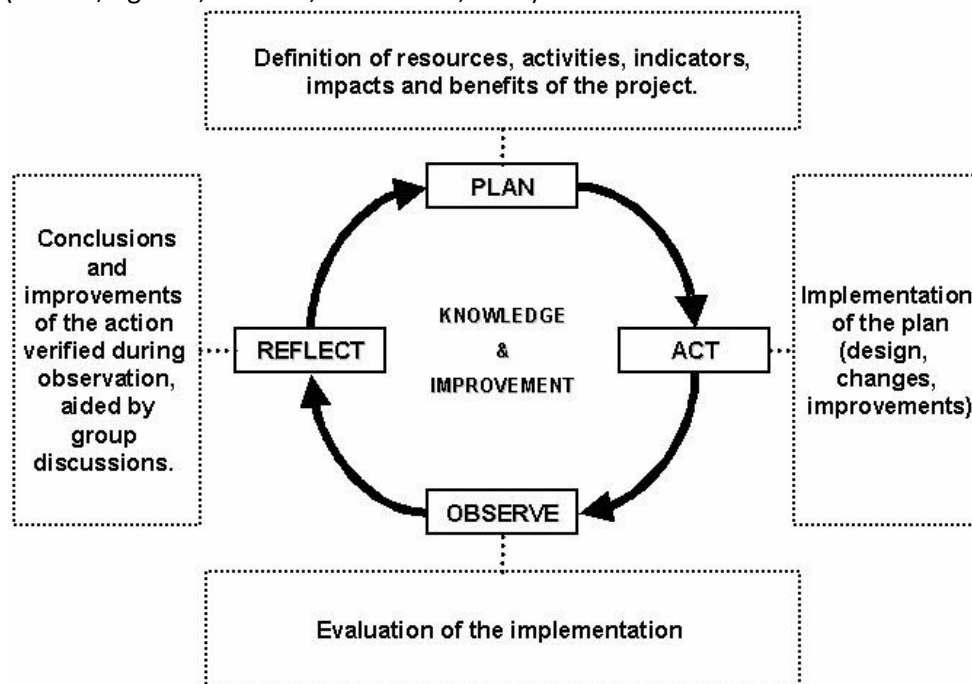 Definition of resources, activities, indicators,
impacts and benefits of the project.
PLAN
Conclusions
and
improvements
of the action
verified during
observation,
aided by
group
discussions.
REFLECT
KNOWLEDGE
&
IMPROVEMENT
ACT
Implementation
of the plan
(design,
changes,
improvements)
OBSERVE
Evaluation of the implementation